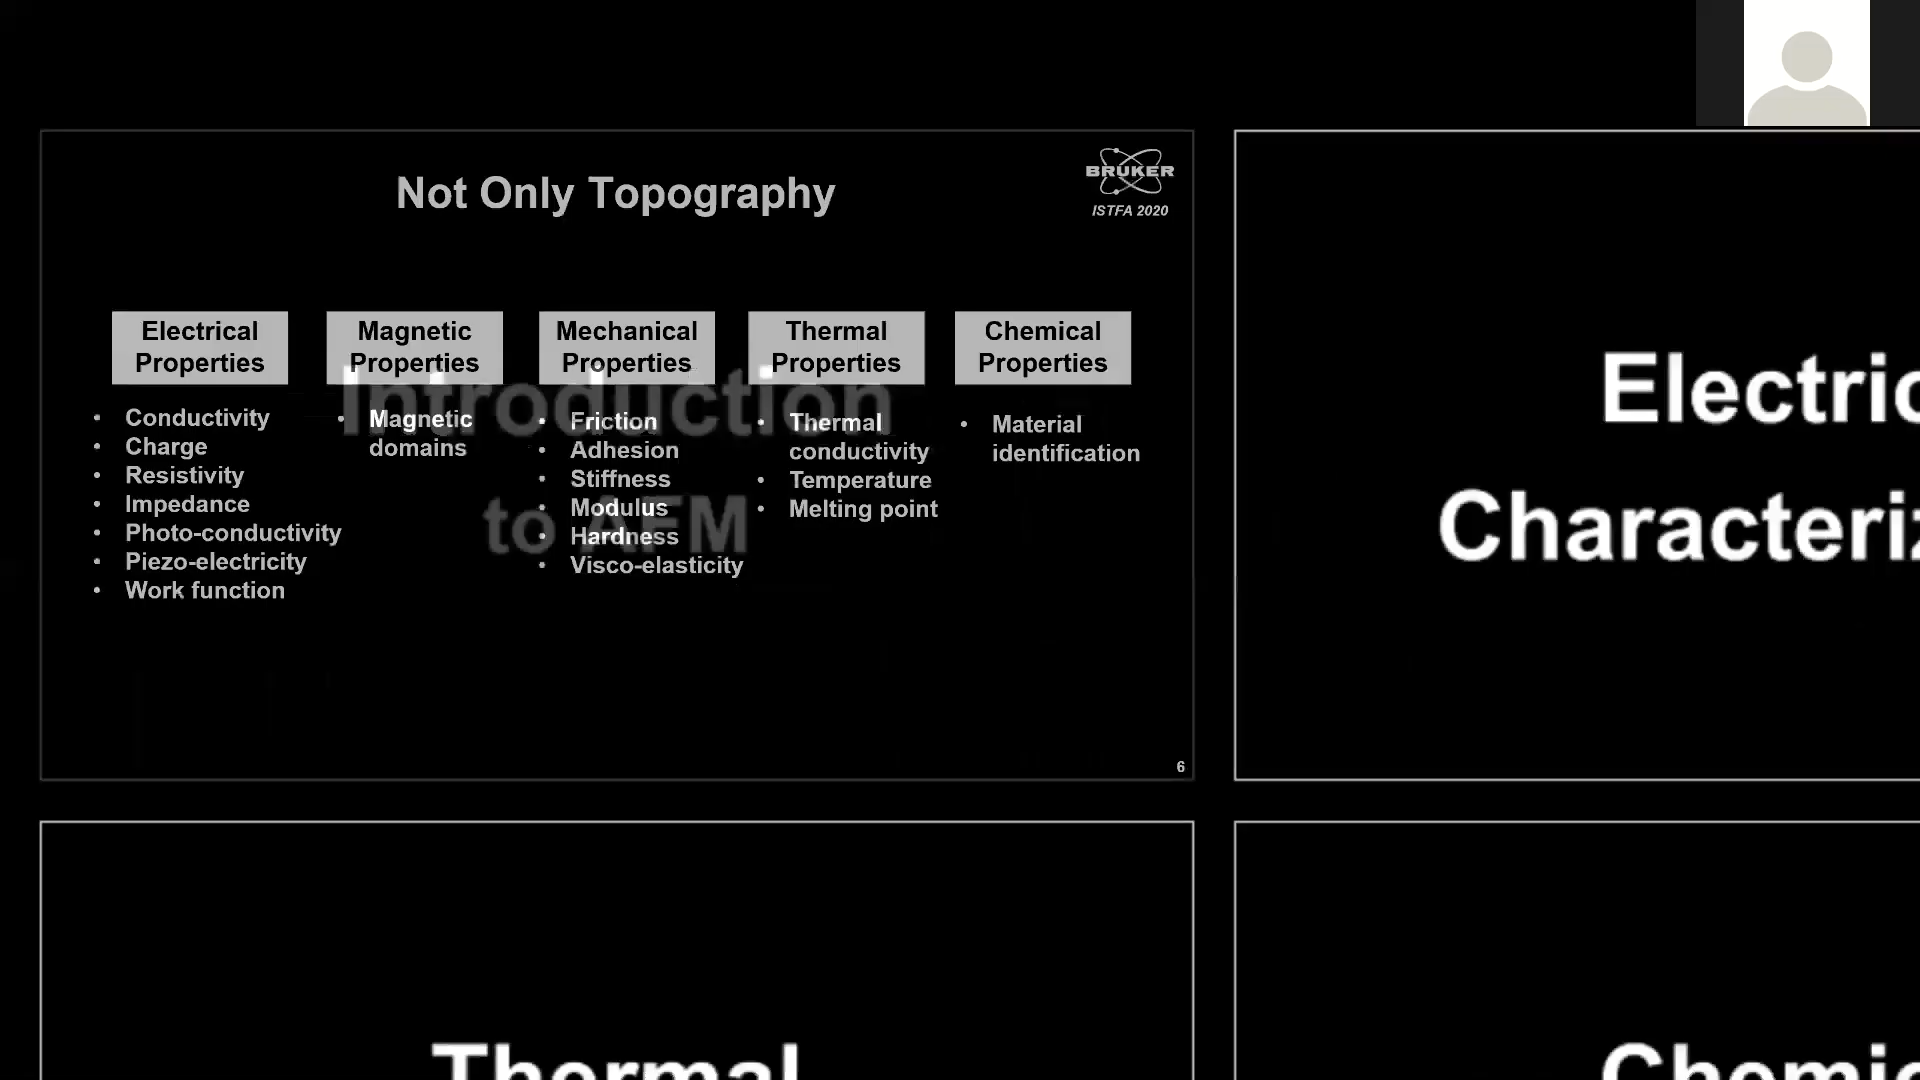 Not Only Topography
BRUKER
ISTFA 2020
Electrical
Properties
• Conductivity
• Charge
• Resistivity
• Impedance
• Photo-conductivity
• Piezo-electricity
• Work function
Magnetic
Properties
• Magnetic
domains
Mechanical
Properties
• Friction
• Adhesion
• Stiffness
• Modulus
• Hardness
• Visco-elasticity
Thermal
Properties
• Thermal
conductivity
• Temperature
• Melting point
Chemical
Properties
• Material
identification
Introduction
to AFM
6
Electric
Characteriz
Thermal
Chemic